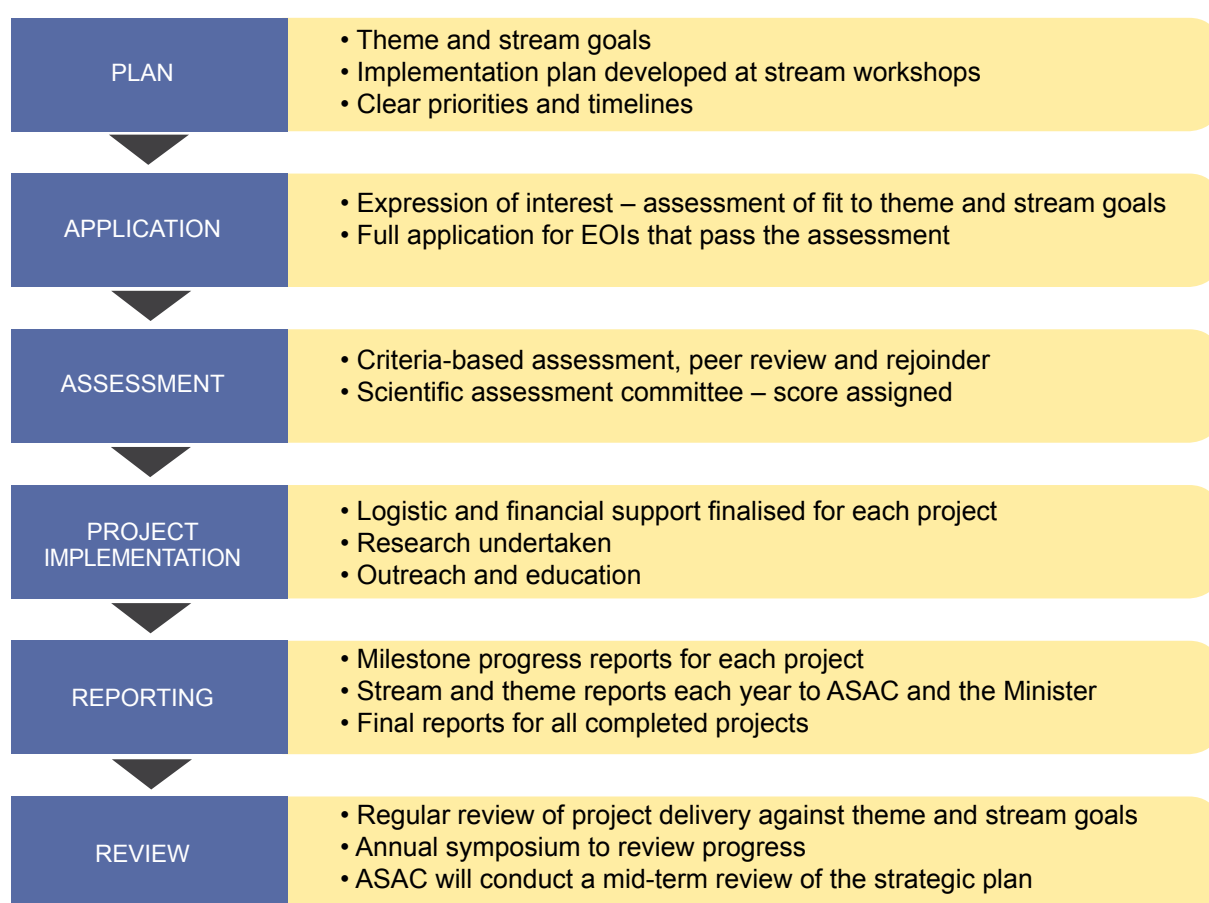 PLAN
• Theme and stream goals
• Implementation plan developed at stream workshops
• Clear priorities and timelines
APPLICATION
• Expression of interest – assessment of fit to theme and stream goals
• Full application for EOIs that pass the assessment
ASSESSMENT
• Criteria-based assessment, peer review and rejoinder
• Scientific assessment committee – score assigned
PROJECT
IMPLEMENTATION
• Logistic and financial support finalised for each project
• Research undertaken
• Outreach and education
REPORTING
• Milestone progress reports for each project
• Stream and theme reports each year to ASAC and the Minister
• Final reports for all completed projects
REVIEW
• Regular review of project delivery against theme and stream goals
• Annual symposium to review progress
• ASAC will conduct a mid-term review of the strategic plan